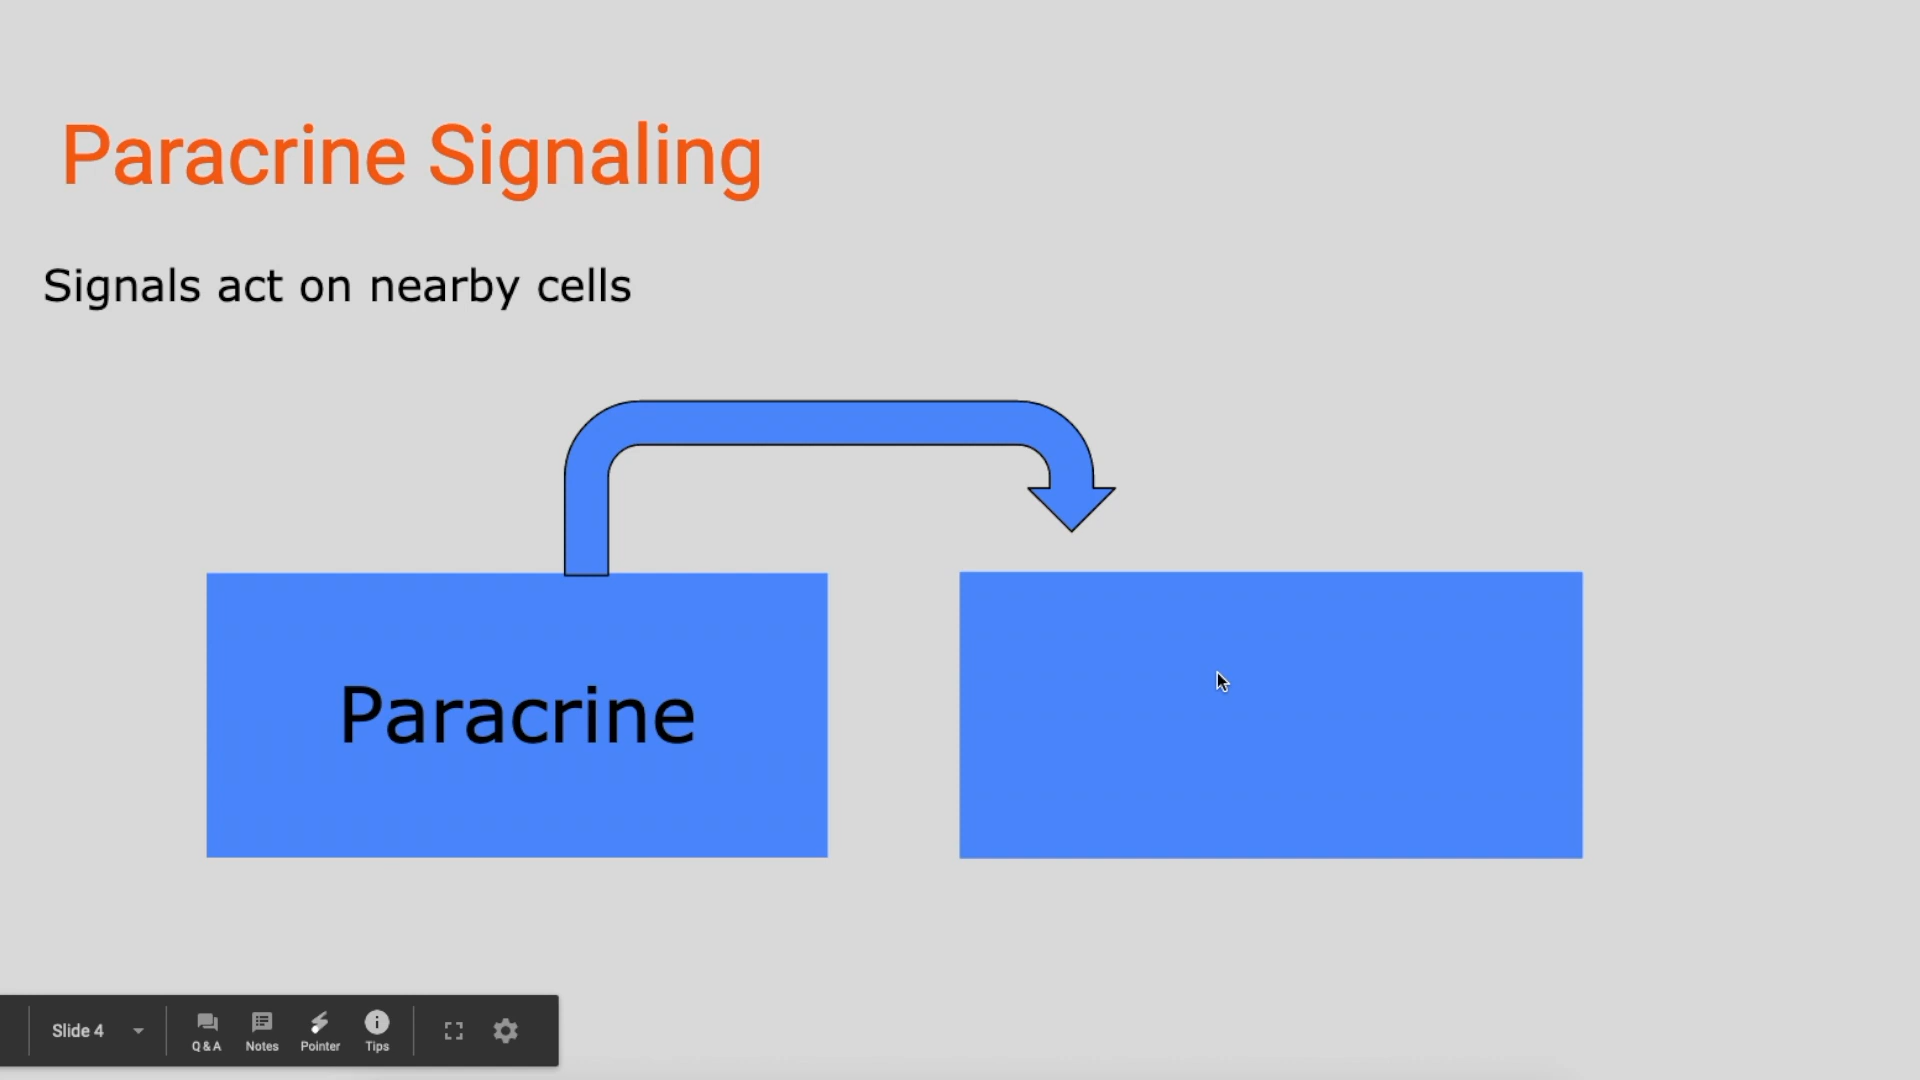 Paracrine Signaling
Signals act on nearby cells
Paracrine
Slide 4
Q & A
Notes
Pointer
Tips